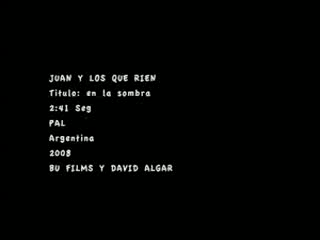 JUAN Y LOS QUE RIEN
Titulo: en la sombra
2:41 Seg
PAL
Argentina
2008
BU FILMS Y DAVID ALGAR